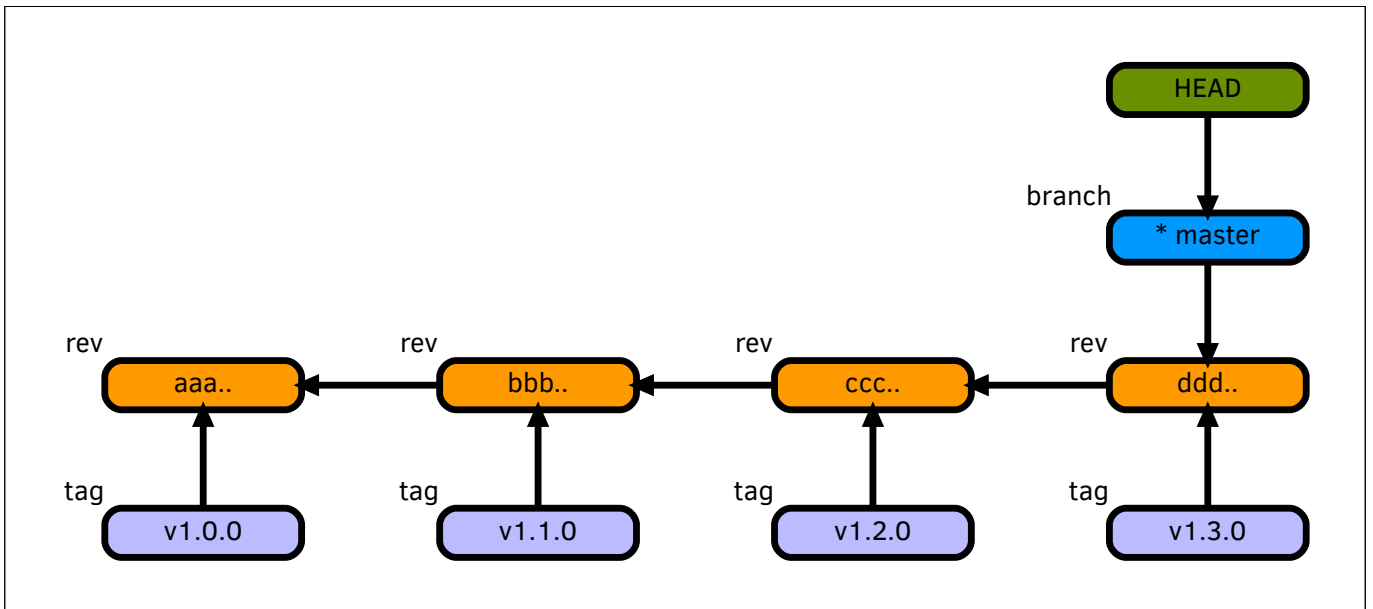 HEAD
branch
* master
rev
rev
rev
rev
aaa..
bbb..
ccc..
ddd..
tag
tag
tag
tag
v1.0.0
v1.1.0
v1.2.0
v1.3.0